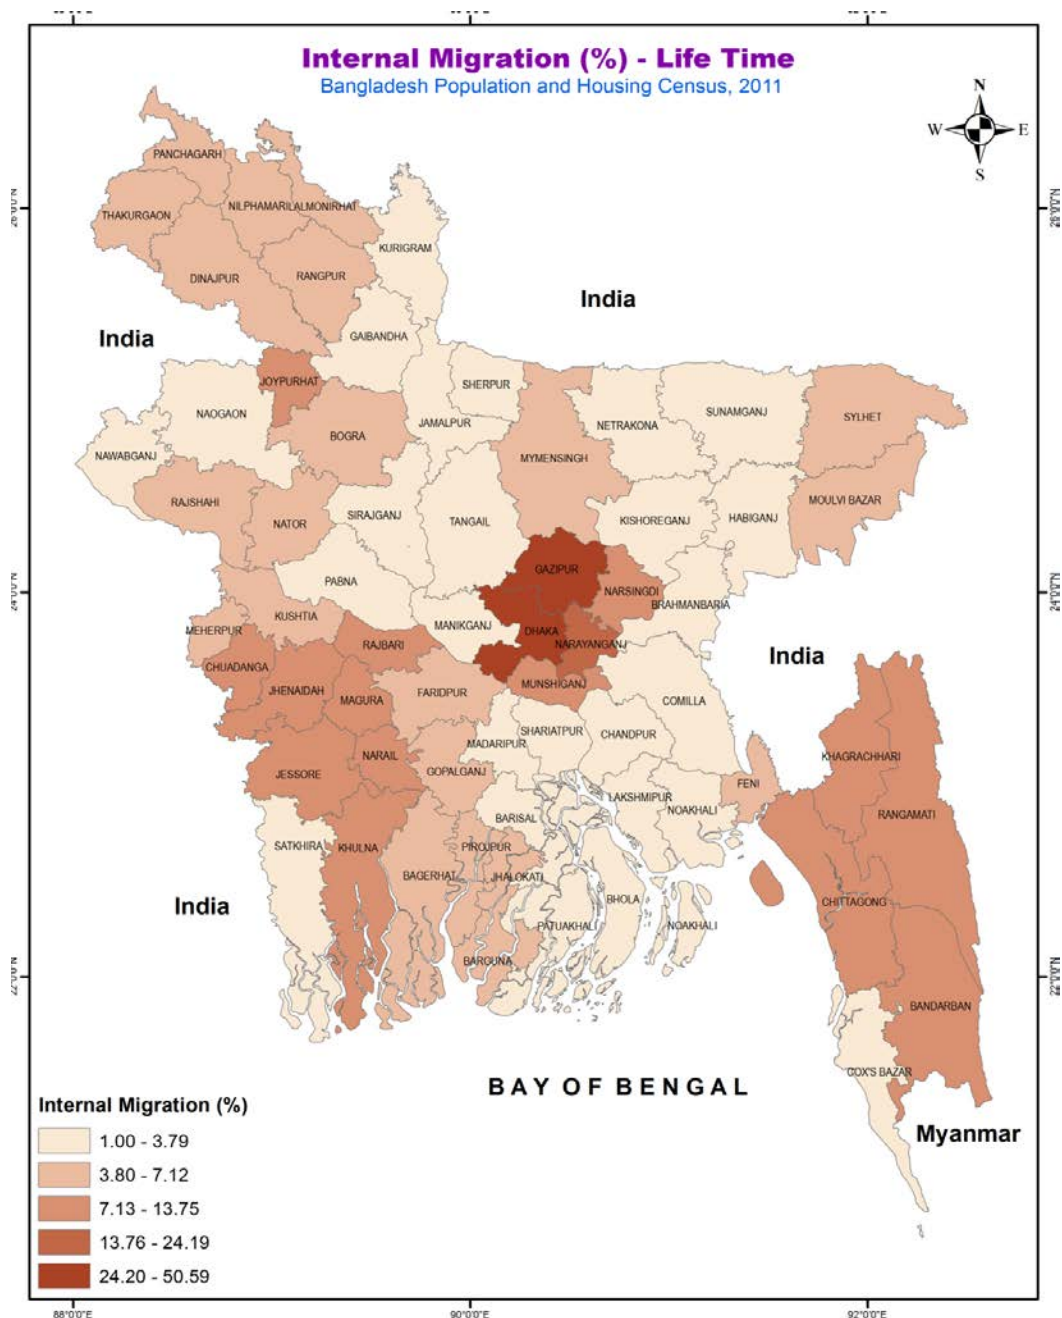 Internal Migration (%) - Life Time
Bangladesh Population and Housing Census, 2011
N
W E
S
PANCHAGARH
THAKURGAON
NILPHAMARI
LALMONIRHAT
KURIGRAM
DINAJPUR
RANGPUR
India
India
GAIBANDHA
JOYPURHAT
SHERPUR
NAOGAON
JAMALPUR
BOGRA
NETRAKONA
SUNAMGANJ
SYLHET
NAWABGANJ
MYMENSINGH
RAJSHAHI
NATOR
SIRAJGANJ
TANGAIL
KISHOREGANJ
HABIGANJ
MOULVI BAZAR
GAZIPUR
PABNA
NARSINGDI
BRAHMANBARIA
KUSHTIA
MEHERPUR
MANIKGANJ
DHAKA
NARAYANGANJ
RAJBARI
India
CHUADANGA
JHENAIDAH
MAGURA
FARIDPUR
MUNSHIGANJ
COMILLA
SHARIATPUR
CHANDPUR
MADARIPUR
NARAIL
KHAGRACHHARI
JESSORE
GOPALGANJ
FENI
LAKSHMIPUR
NOAKHALI
RANGAMATI
BARISAL
SATKHIRA
KHULNA
PIROJPUR
BAGERHAT
JHALOKATI
BHOLA
CHITTAGONG
India
PATUAKHALI
NOAKHALI
BARGUNA
BANDARBAN
COX'S BAZAR
BAY OF BENGAL
Myanmar
Internal Migration (%)
1.00 - 3.79
3.80 - 7.12
7.13 - 13.75
13.76 - 24.19
24.20 - 50.59
88°0'0"E
90°0'0"E
92°0'0"E